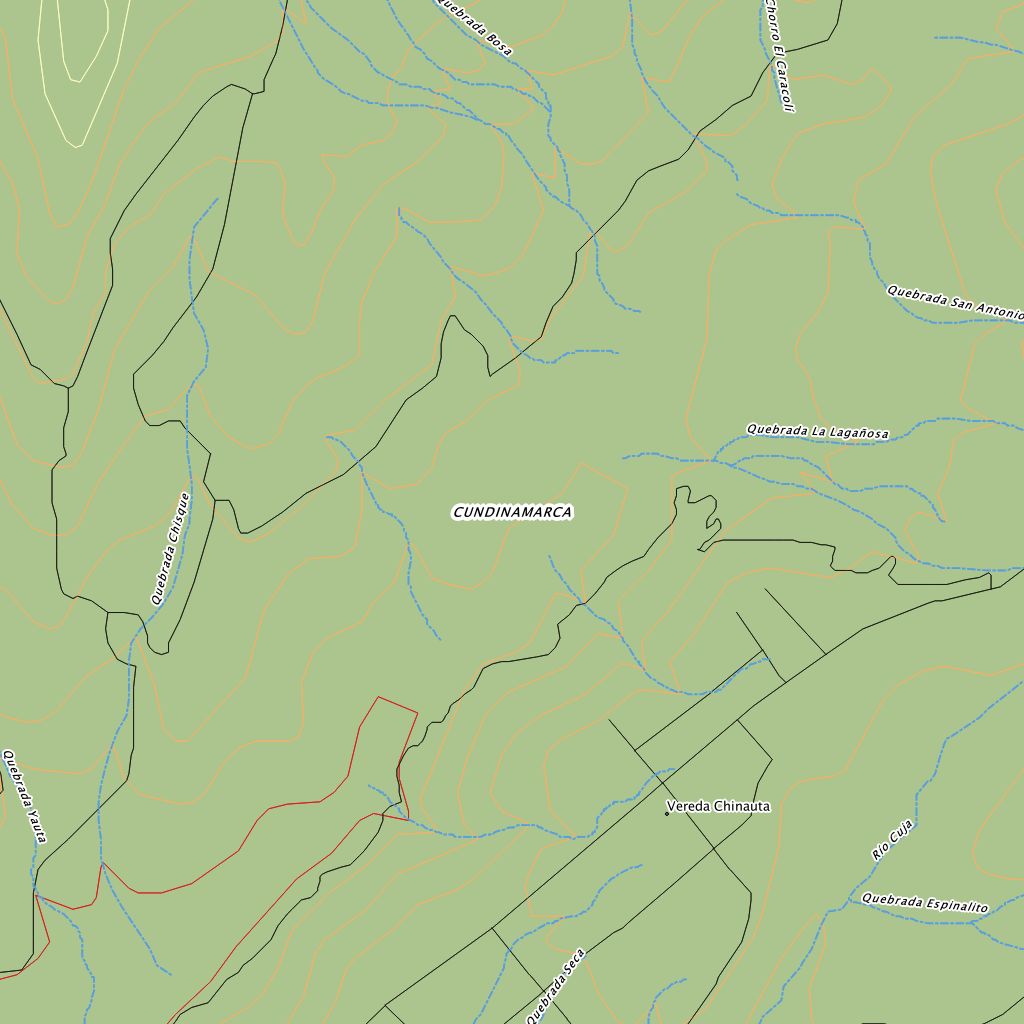 Quebrada Bosa
Chorro El Caracolí
Quebrada San Antonio
Quebrada La Lagañosa
CUNDINAMARCA
Quebrada Chisque
Quebrada Yauta
Vereda Chinauta
Río Cuja
Quebrada Espinalito
Quebrada Seca